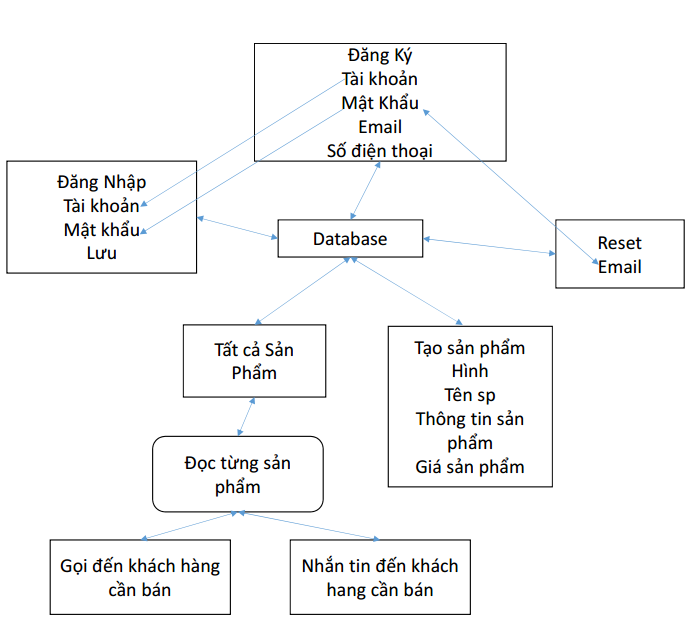 Đăng Ký
Tài khoản
Mật Khẩu
Email
Số điện thoại
Đăng Nhập
Tài khoản
Mật khẩu
Lưu
Database
Reset
Email
Tất cả Sản
Phẩm
Tạo sản phẩm
Hình
Tên sp
Thông tin sản
phẩm
Giá sản phẩm
Đọc từng sản
phẩm
Gọi đến khách hàng
cần bán
Nhắn tin đến khách
hang cần bán